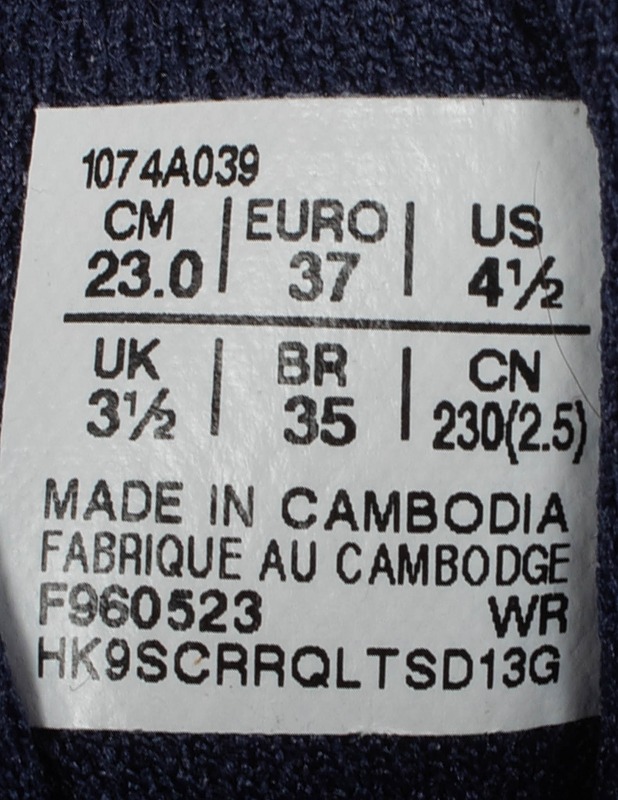 1074A039
CM | EURO | US
23.0 | 37 | 4½
UK | BR | CN
3½ | 35 | 230(2.5)
MADE IN CAMBODIA
FABRIQUE AU CAMBODGE
F960523 WR
HK9SCRRQLTSD13G